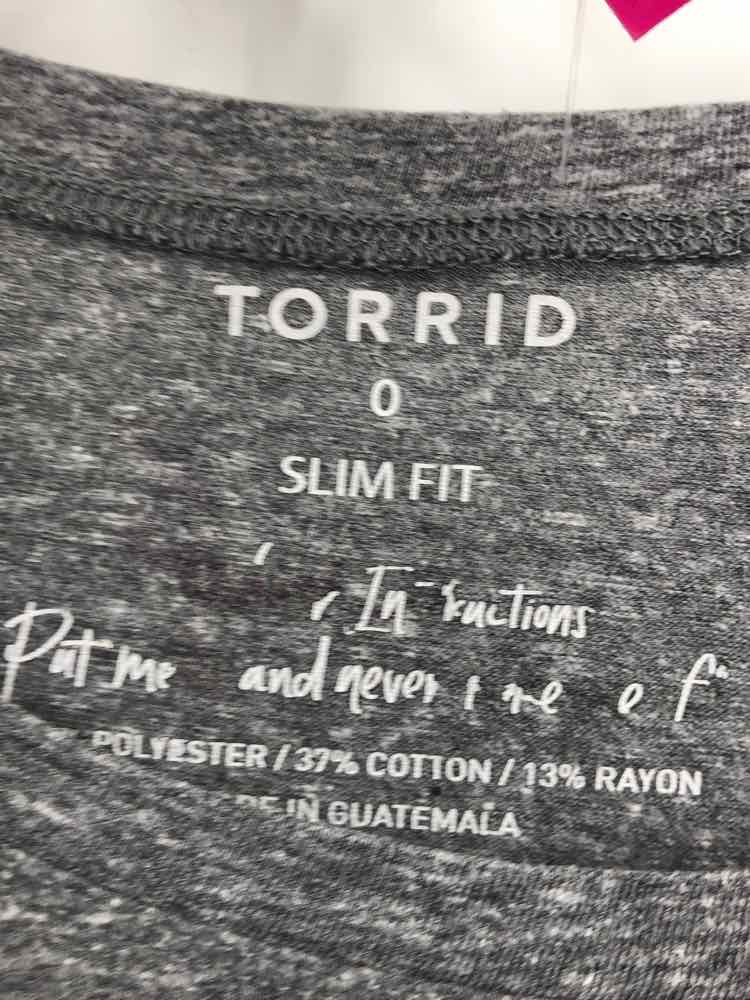 TORRID
0
SLIM FIT
Put me and never
POLYESTER / 37% COTTON / 13% RAYON
IN GUATEMALA